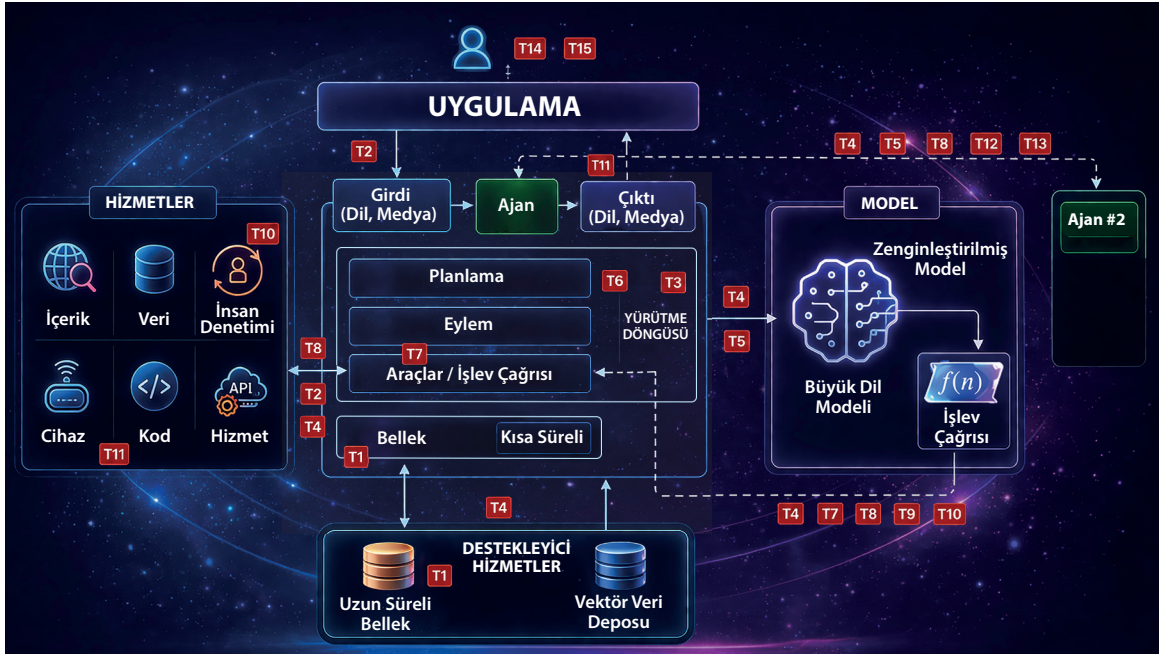 T14 T15
UYGULAMA
T2
T11
T4 T5 T8 T12 T13
HİZMETLER
T10
İçerik
Veri
İnsan
Denetimi
Cihaz
Kod
API
Hizmet
T11
Girdi
(Dil, Medya)
Ajan
Çıktı
(Dil, Medya)
Planlama
Eylem
T7
Araçlar / İşlev Çağrısı
T6
T3
YÜRÜTME
DÖNGÜSÜ
T8
T2
T4
Bellek
Kısa Süreli
T1
T4
T5
MODEL
Zenginleştirilmiş
Model
Büyük Dil
Modeli
f(n)
İşlev
Çağrısı
Ajan #2
T4 T7 T8 T9 T10
T4
DESTEKLEYİCİ
HİZMETLER
T1
Uzun Süreli
Bellek
Vektör Veri
Deposu